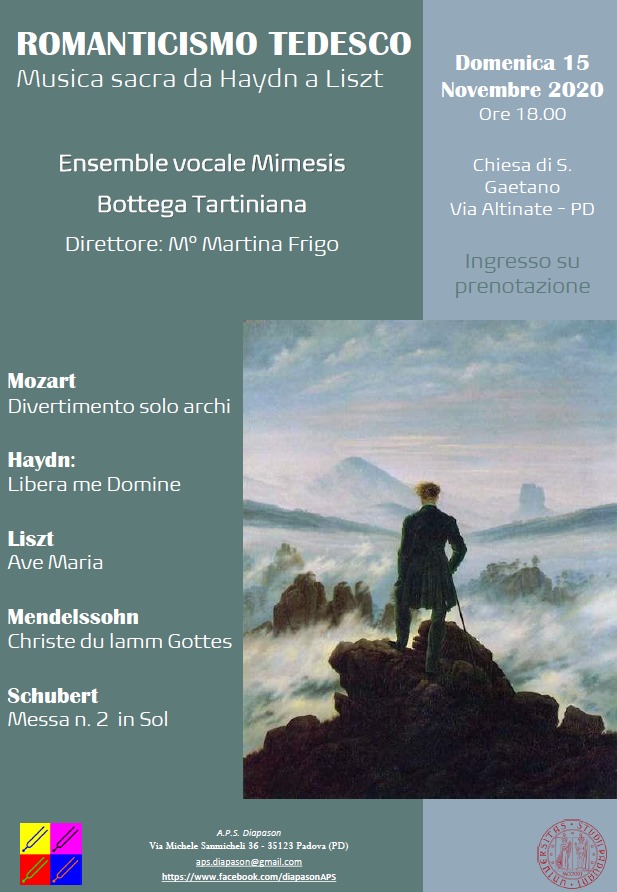 ROMANTICISMO TEDESCO
Musica sacra da Haydn a Liszt
Ensemble vocale Mimesis
Bottega Tartiniana
Direttore: M° Martina Frigo
Domenica 15
Novembre 2020
Ore 18.00
Chiesa di S.
Gaetano
Via Altinate - PD
Ingresso su
prenotazione
Mozart
Divertimento solo archi
Haydn:
Libera me Domine
Liszt
Ave Maria
Mendelssohn
Christe du lamm Gottes
Schubert
Messa n. 2 in Sol
A.P.S. Diapason
Via Michele Sanmicheli 36 - 35123 Padova (PD)
aps.diapason@gmail.com
https://www.facebook.com/diapasonAPS